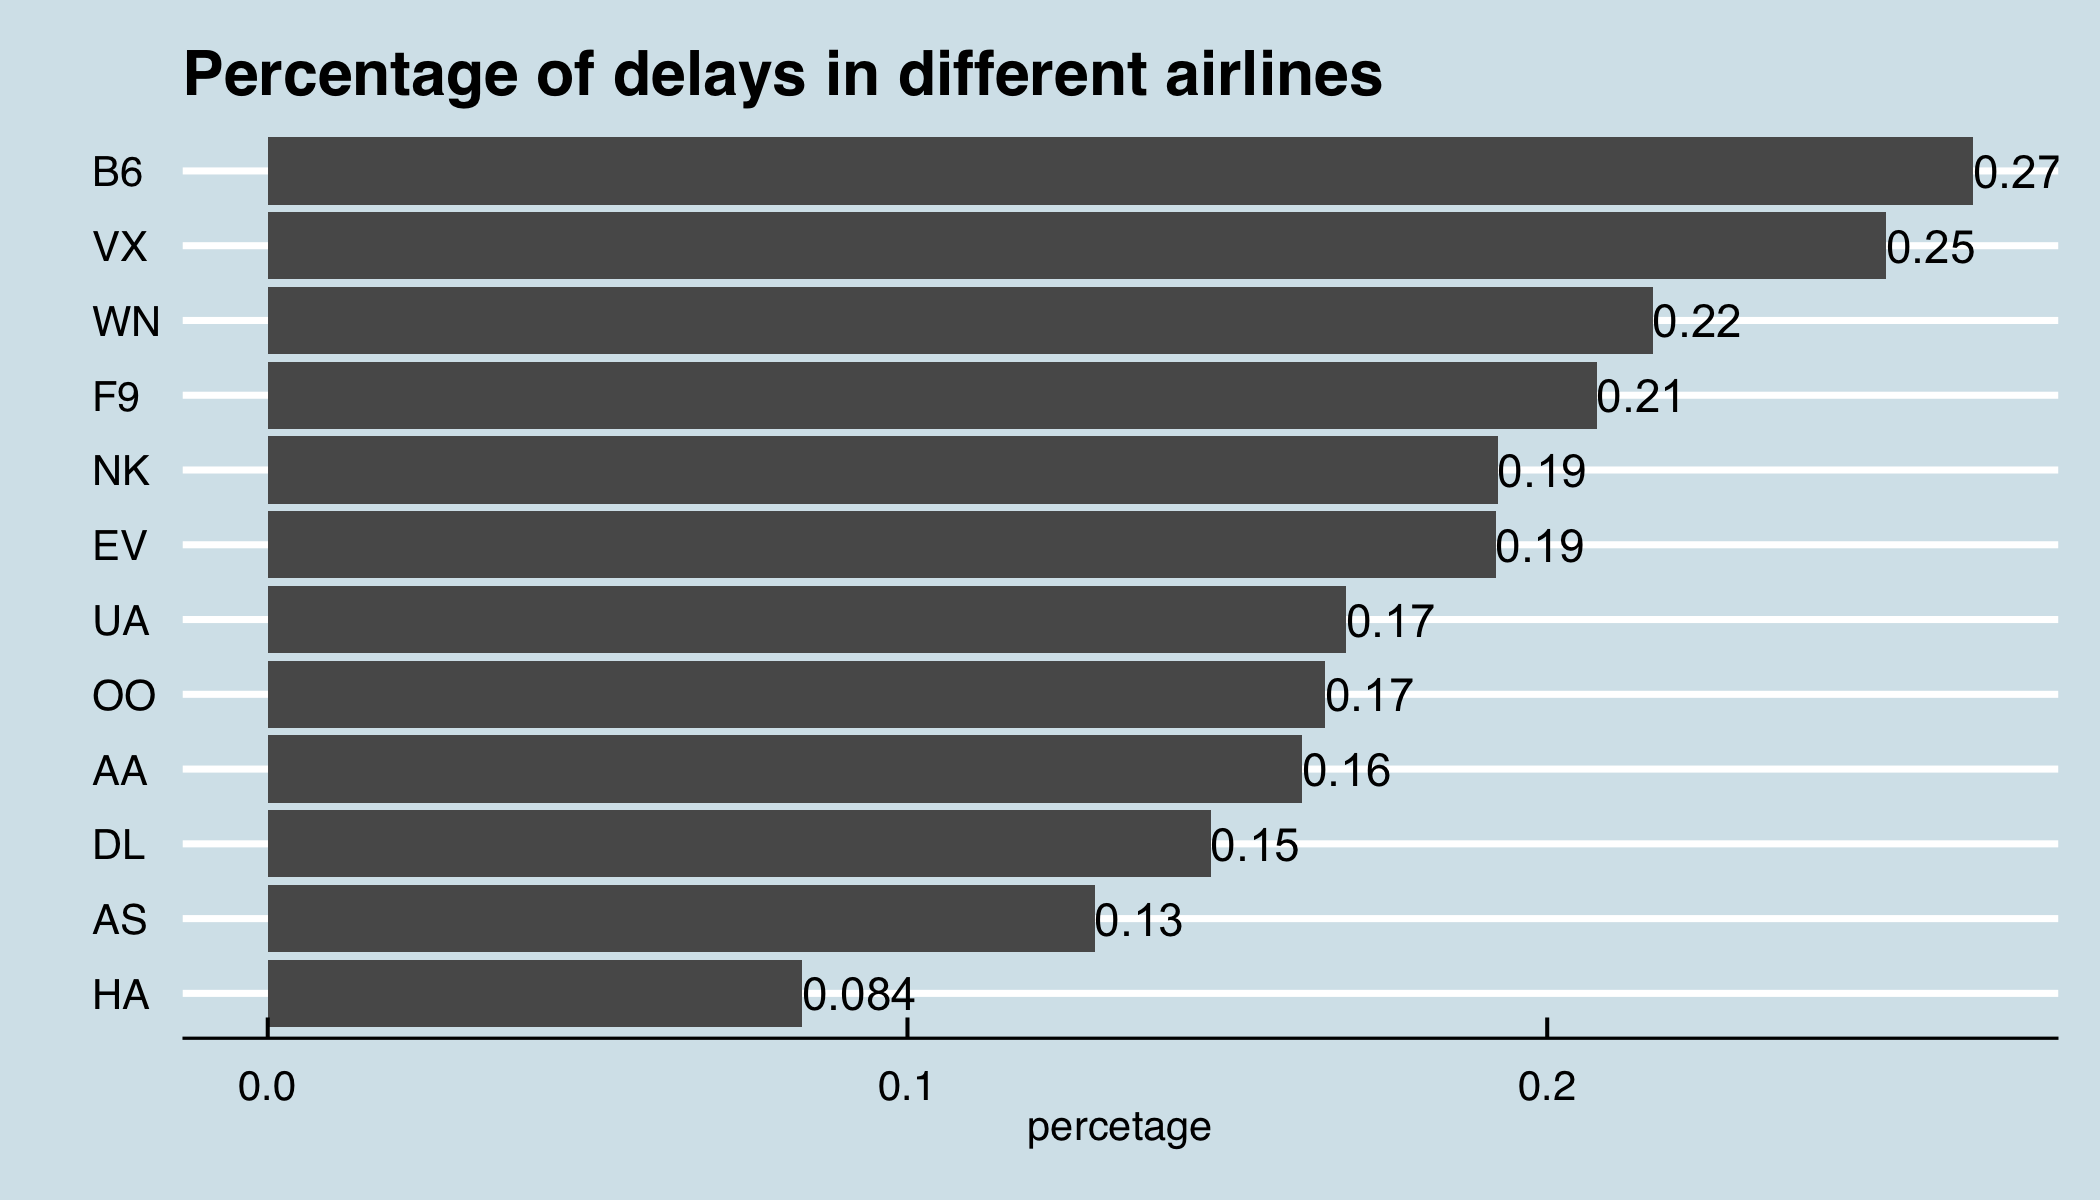 Percentage of delays in different airlines
B6 0.27
VX 0.25
WN 0.22
F9 0.21
NK 0.19
EV 0.19
UA 0.17
OO 0.17
AA 0.16
DL 0.15
AS 0.13
HA 0.084
0.0 0.1 0.2
percetage